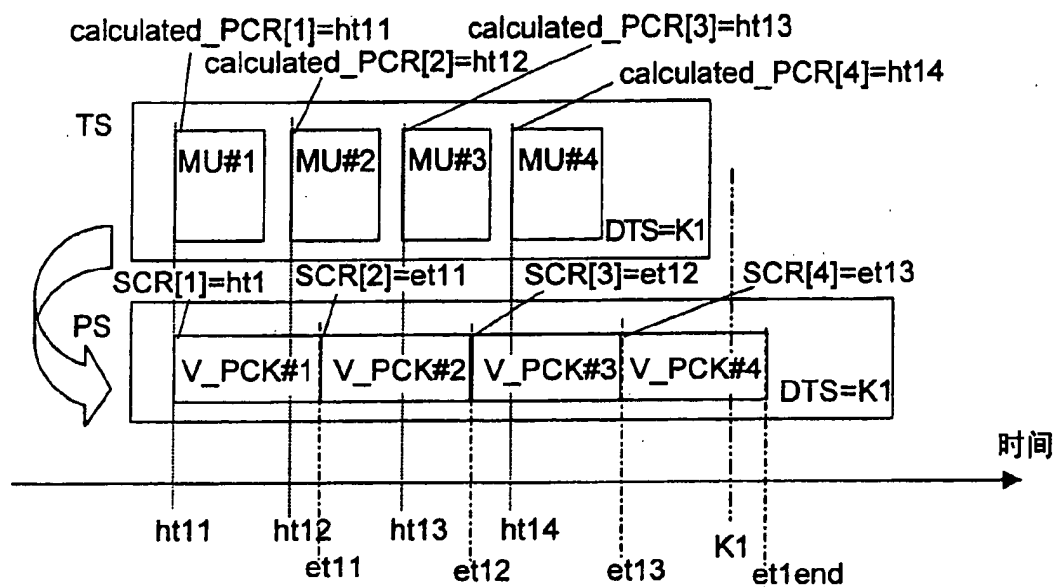 calculated_PCR[1]=ht11
calculated_PCR[3]=ht13
calculated_PCR[2]=ht12
calculated_PCR[4]=ht14
TS
MU#1
MU#2
MU#3
MU#4
DTS=K1
SCR[1]=ht1
SCR[2]=et11
SCR[3]=et12
SCR[4]=et13
PS
V_PCK#1
V_PCK#2
V_PCK#3
V_PCK#4
DTS=K1
时间
ht11
ht12
ht13
ht14
K1
et11
et12
et13
et1end